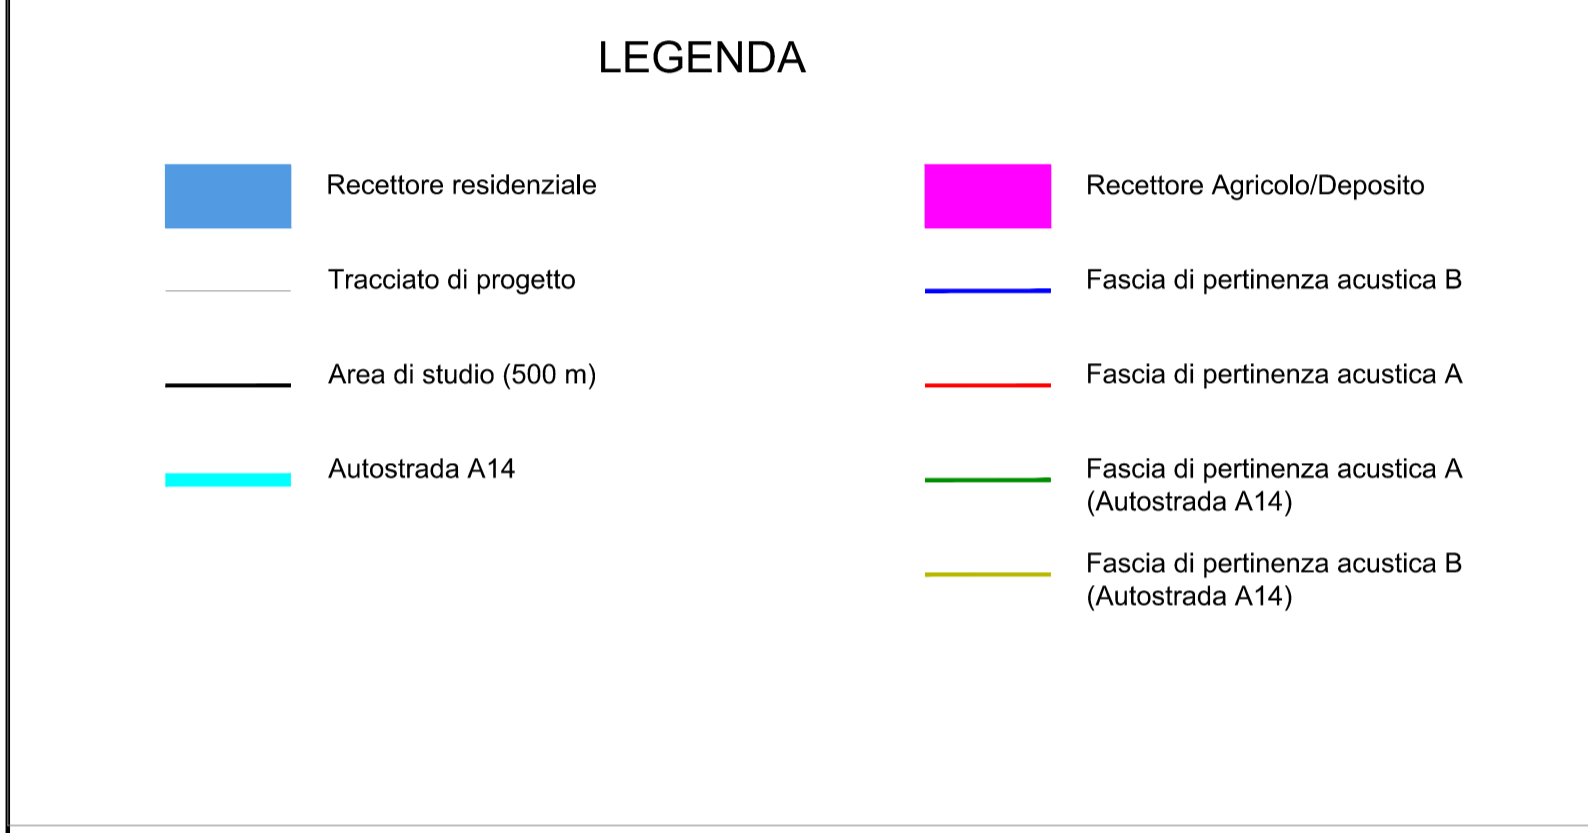 LEGENDA
Recettore residenziale
Tracciato di progetto
Area di studio (500 m)
Autostrada A14
Recettore Agricolo/Deposito
Fascia di pertinenza acustica B
Fascia di pertinenza acustica A
Fascia di pertinenza acustica A
(Autostrada A14)
Fascia di pertinenza acustica B
(Autostrada A14)